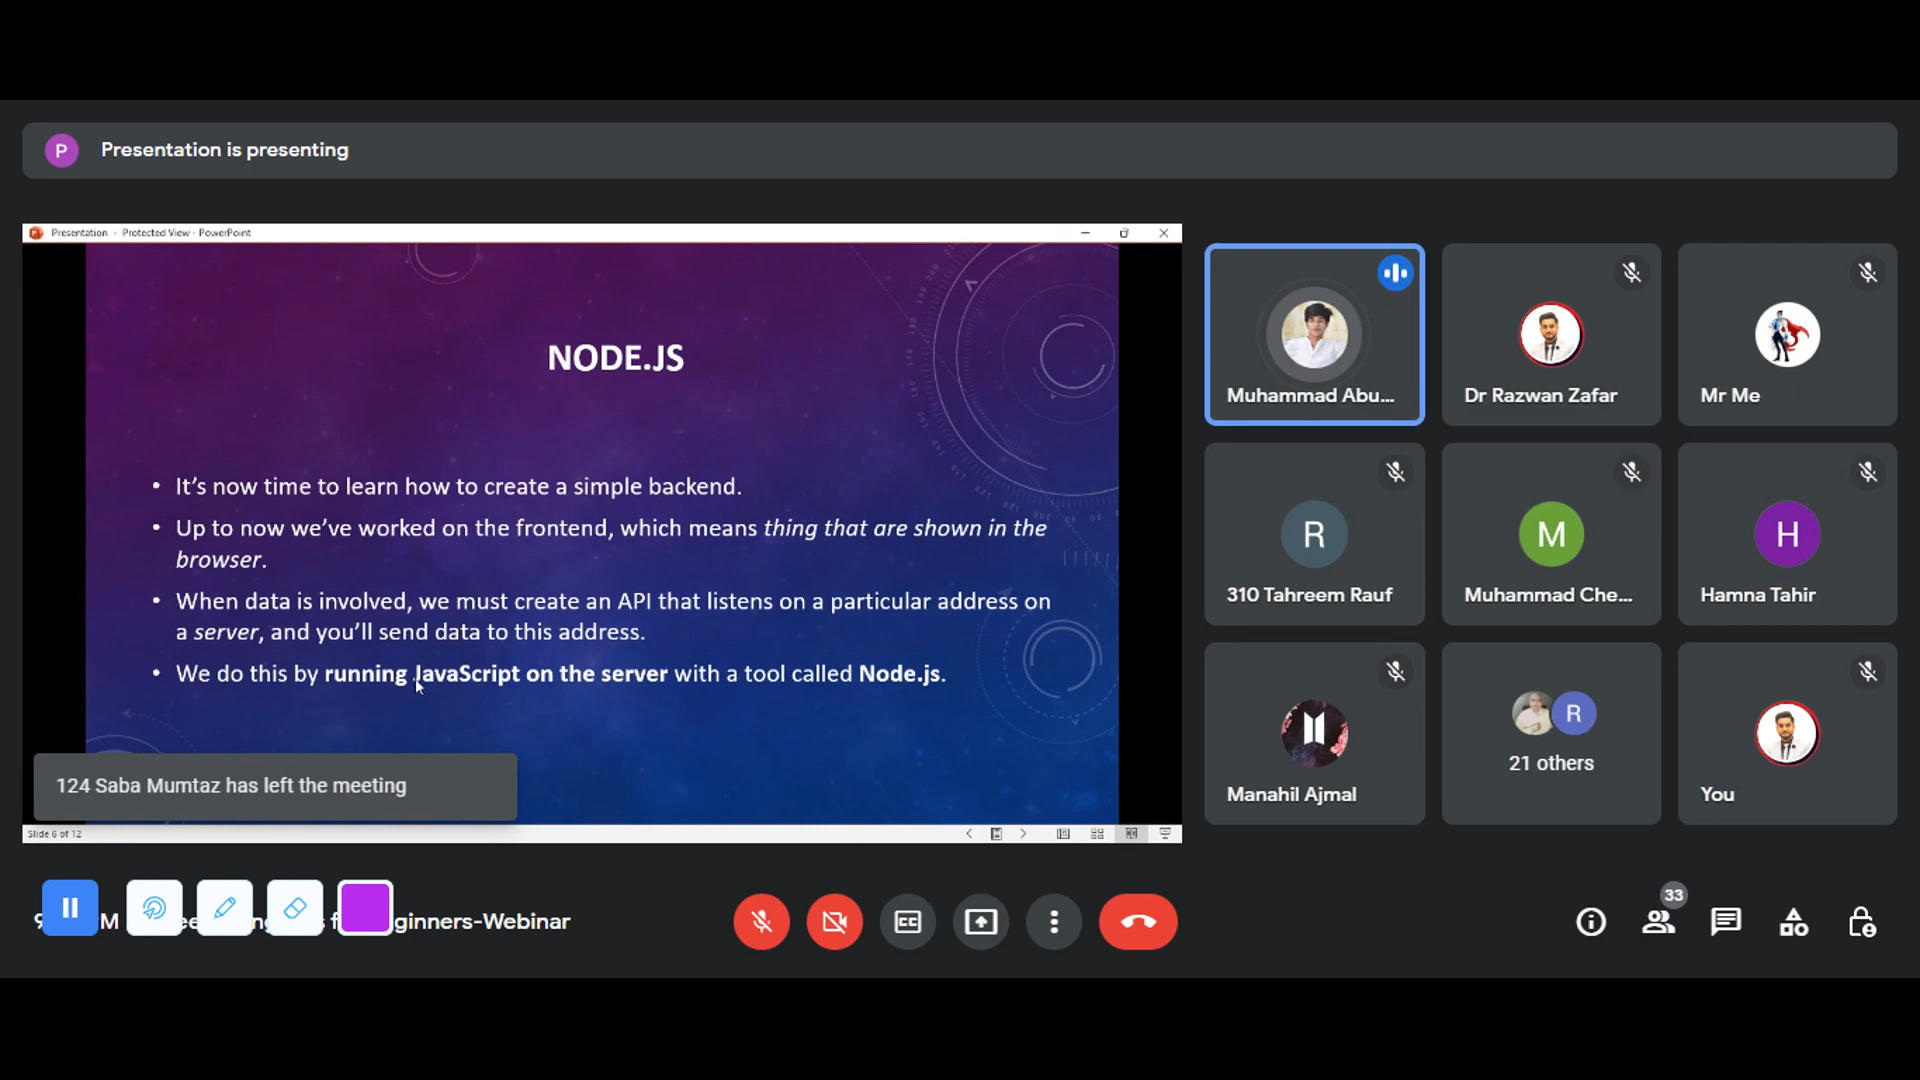 P Presentation is presenting
Presentation - Protected View - PowerPoint
NODE.JS
• It's now time to learn how to create a simple backend.
• Up to now we've worked on the frontend, which means thing that are shown in the
browser.
• When data is involved, we must create an API that listens on a particular address on
a server, and you'll send data to this address.
• We do this by running JavaScript on the server with a tool called Node.js.
124 Saba Mumtaz has left the meeting
Slide 6 of 12
Muhammad Abu...
Dr Razwan Zafar
Mr Me
R
310 Tahreem Rauf
M
Muhammad Che...
H
Hamna Tahir
Manahil Ajmal
R
21 others
You
ginners-Webinar
CC
33